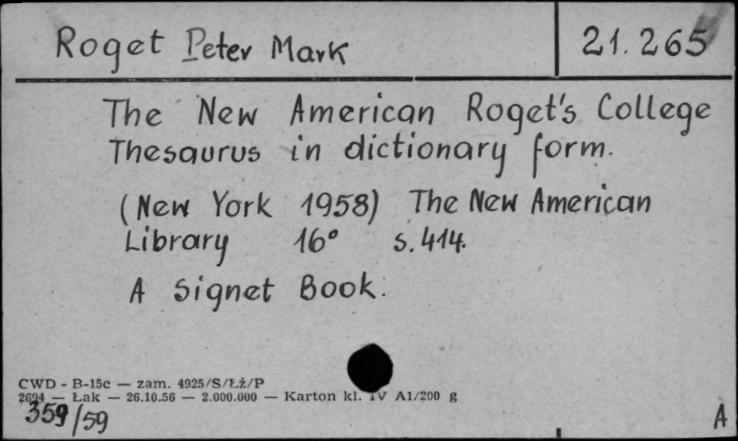 Roget Peter Mark 21.265
The New American Roget's College
Thesaurus in dictionary form.
(New York 1958) The New American
Library 16° s. 414.
A Signet Book.
CWD - B-15c — zam. 4925/S/Łż/P
2694 — Łak — 26.10.56 — 2.000.000 — Karton kl. IV A1/200 g
359/59 A